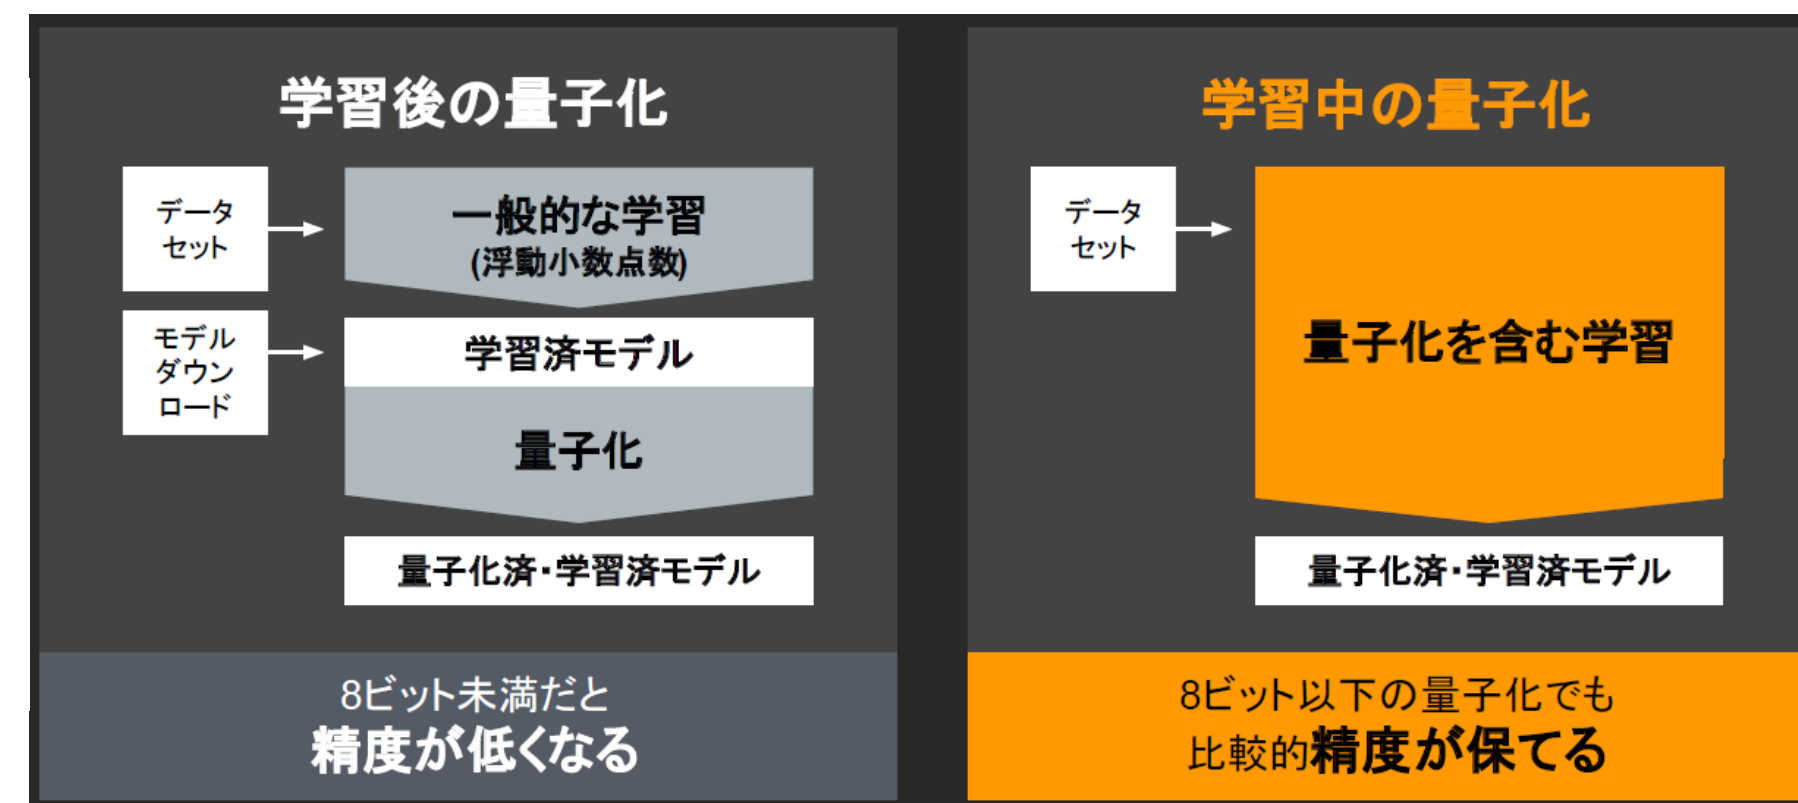 学習後の量子化
データ
セット
一般的な学習
(浮動小数点数)
モデル
ダウン
ロード
学習済モデル
量子化
量子化済・学習済モデル
8ビット未満だと
精度が低くなる
学習中の量子化
データ
セット
量子化を含む学習
量子化済・学習済モデル
8ビット以下の量子化でも
比較的精度が保てる